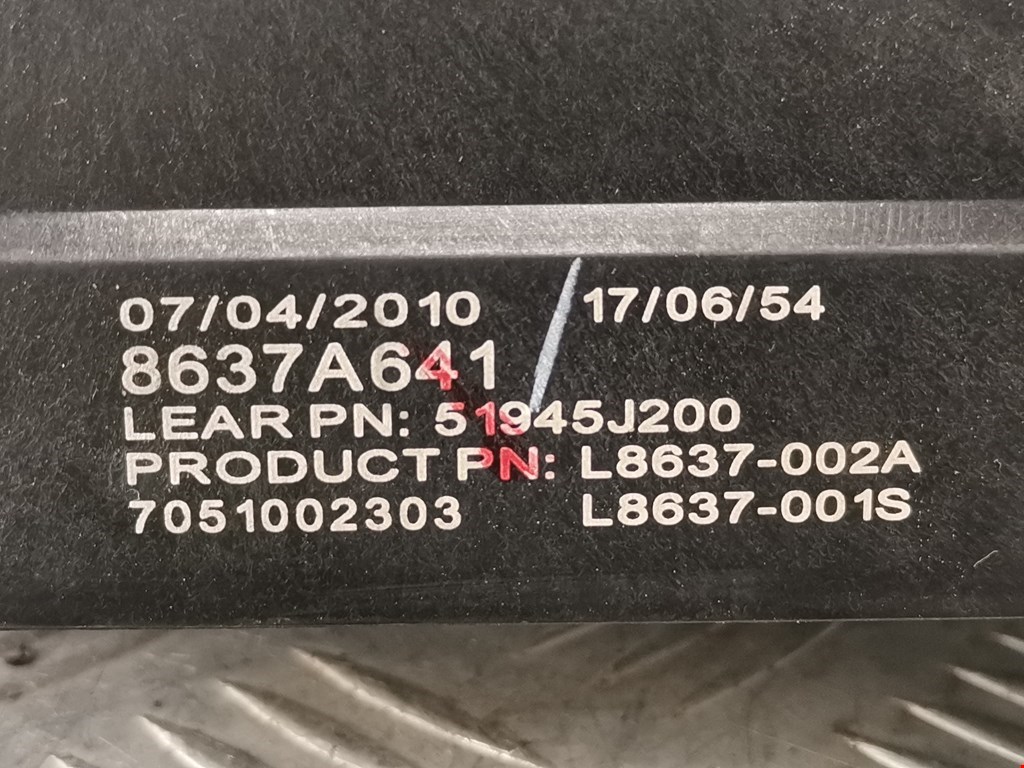 07/04/2010 17/06/54
8637A641
LEAR PN: 51945J200
PRODUCT PN: L8637-002A
7051002303 L8637-001S